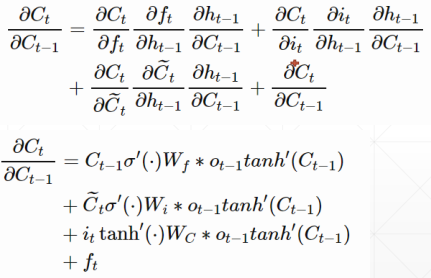 ∂C_t/∂C_{t-1} = ∂C_t/∂f_t ∂f_t/∂h_{t-1} ∂h_{t-1}/∂C_{t-1} + ∂C_t/∂i_t ∂i_t/∂h_{t-1} ∂h_{t-1}/∂C_{t-1}
+ ∂C_t/∂C̃_t ∂C̃_t/∂h_{t-1} ∂h_{t-1}/∂C_{t-1} + ∂C_t/∂C_{t-1}
∂C_t/∂C_{t-1} = C_{t-1}σ′(·)W_f * o_{t-1}tanh′(C_{t-1})
+ C̃_tσ′(·)W_i * o_{t-1}tanh′(C_{t-1})
+ i_t tanh′(·)W_C * o_{t-1}tanh′(C_{t-1})
+ f_t